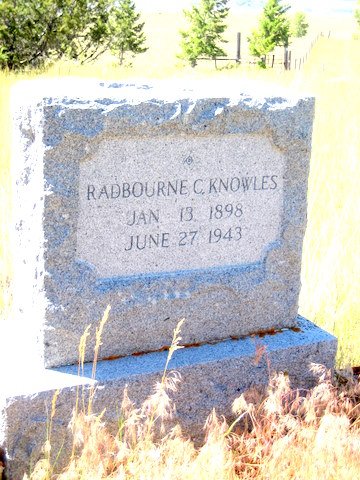 RADBOURNE C. KNOWLES
JAN 13 1898
JUNE 27 1943